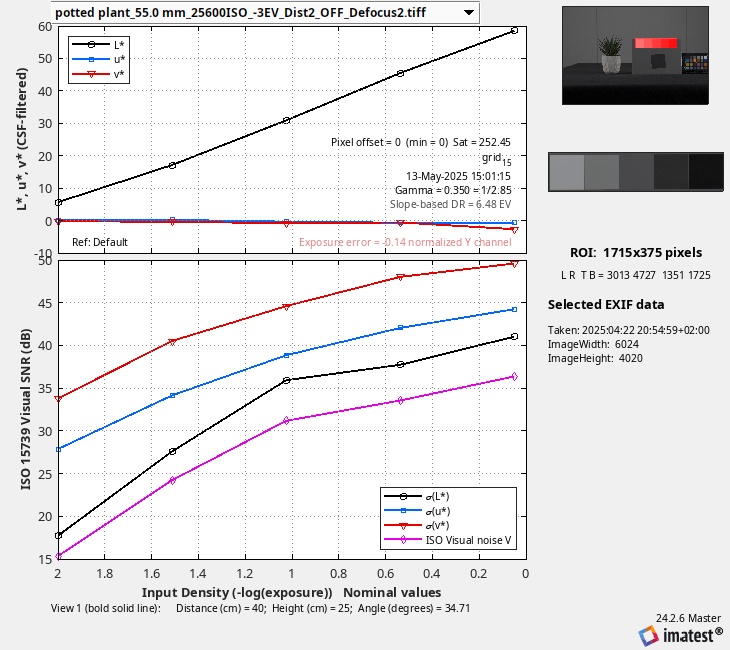 potted plant_55.0 mm_25600ISO_-3EV_Dist2_OFF_Defocus2.tiff
60
50
40
30
20
10
0
-10
L*, u*, v* (CSF-filtered)
L*
u*
v*
Pixel offset = 0 (min = 0) Sat = 252.45
grid15
13-May-2025 15:01:15
Gamma = 0.350 = 1/2.85
Slope-based DR = 6.48 EV
Ref: Default
Exposure error = -0.14 normalized Y channel
50
45
40
35
30
25
20
15
ISO 15739 Visual SNR (dB)
σ(L*)
σ(u*)
σ(v*)
ISO Visual noise V
2 1.8 1.6 1.4 1.2 1 0.8 0.6 0.4 0.2 0
Input Density (-log(exposure)) Nominal values
View 1 (bold solid line): Distance (cm) = 40; Height (cm) = 25; Angle (degrees) = 34.71
ROI: 1715x375 pixels
L R T B = 3013 4727 1351 1725
Selected EXIF data
Taken: 2025:04:22 20:54:59+02:00
ImageWidth: 6024
ImageHeight: 4020
24.2.6 Master
imatest®